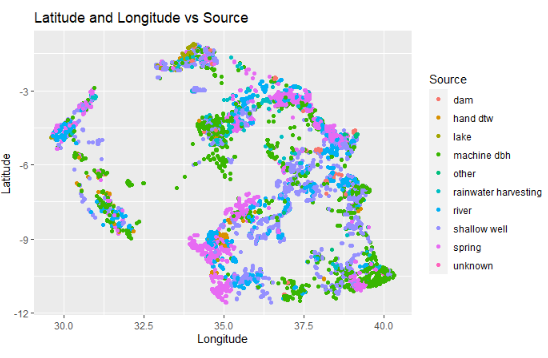 Latitude and Longitude vs Source
-3
-6
-9
-12
Latitude
30.0 32.5 35.0 37.5 40.0
Longitude
Source
dam
hand dtw
lake
machine dbh
other
rainwater harvesting
river
shallow well
spring
unknown